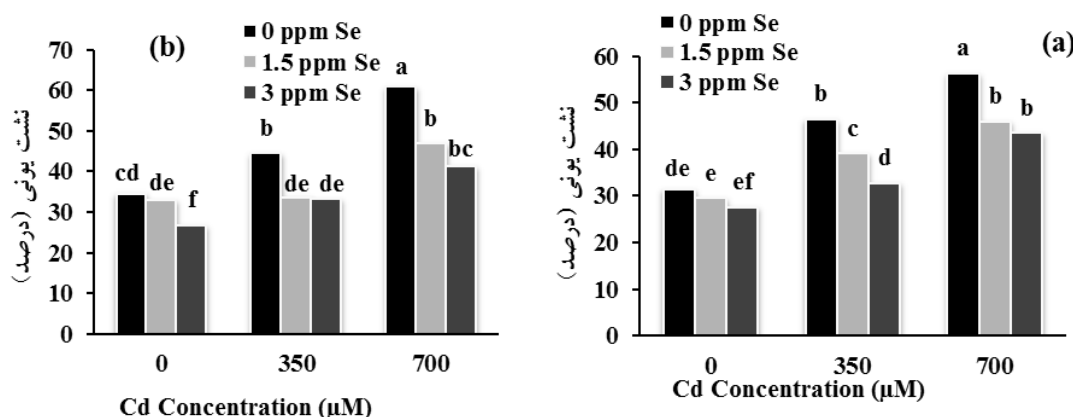 (b)
0 ppm Se
1.5 ppm Se
3 ppm Se
نشت یونی (درصد)
70
60
50
40
30
20
10
0
cd
de
f
b
de
de
a
b
bc
0
350
700
Cd Concentration (µM)
(a)
0 ppm Se
1.5 ppm Se
3 ppm Se
نشت یونی (درصد)
60
50
40
30
20
10
0
de
e
ef
b
c
d
a
b
b
0
350
700
Cd Concentration (µM)